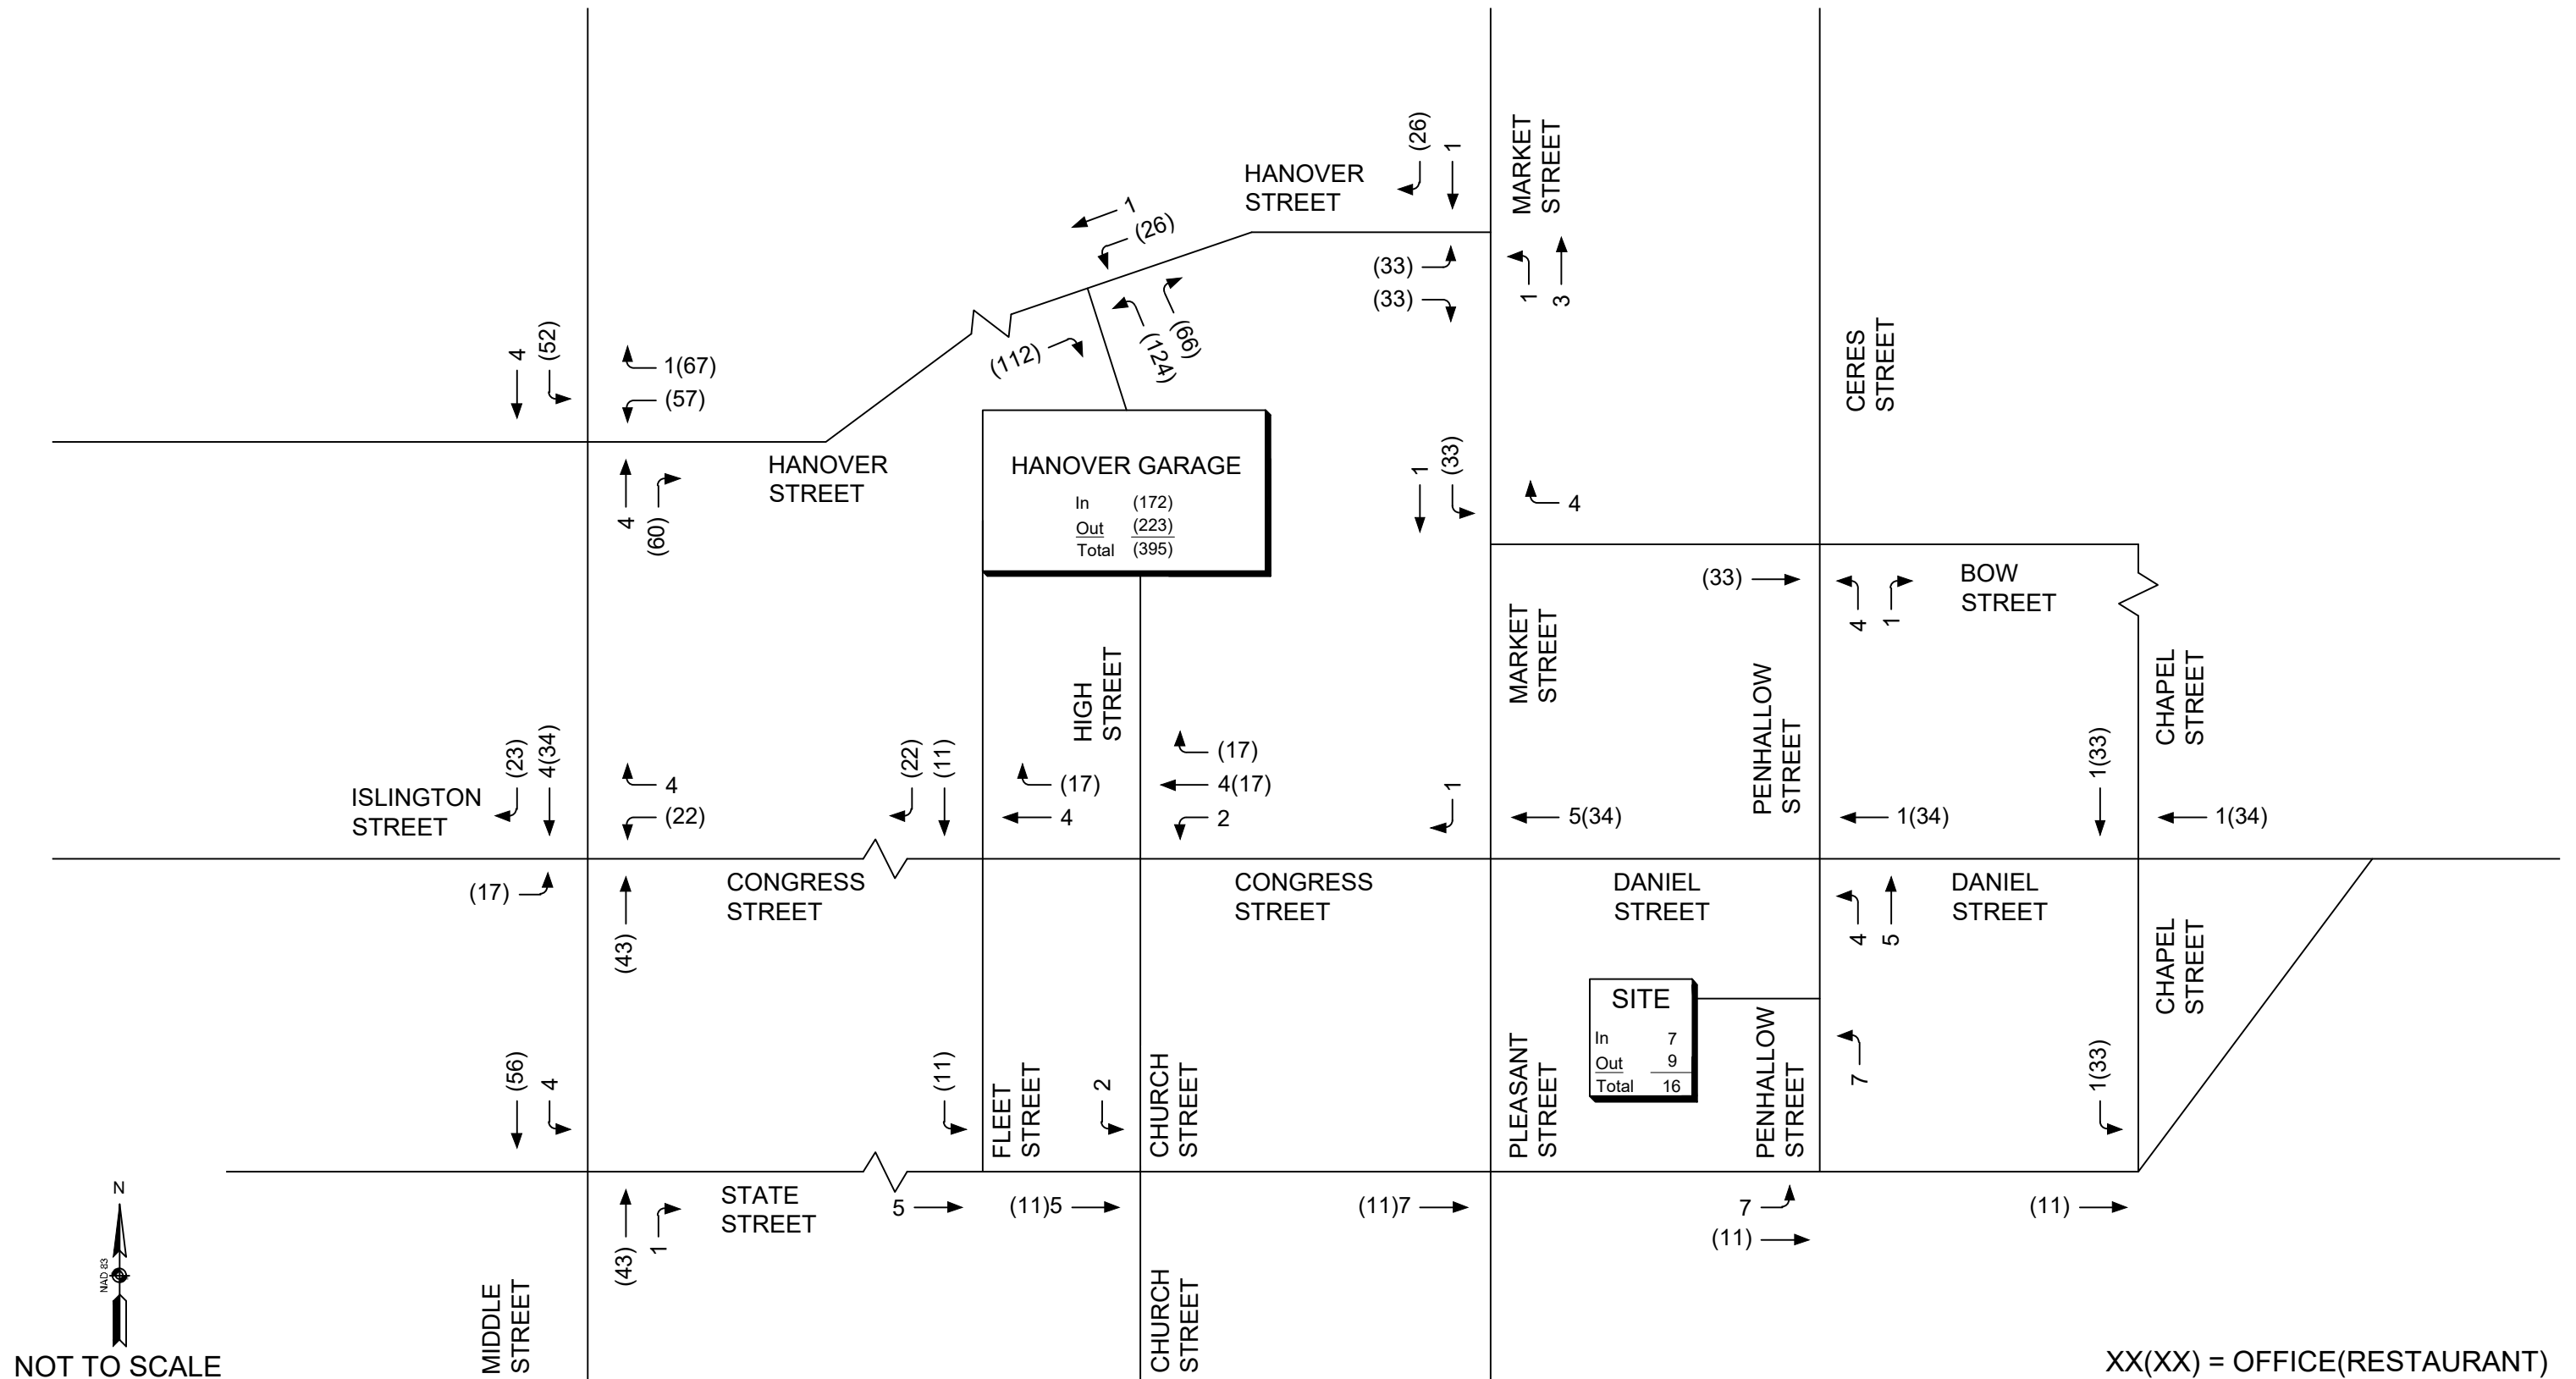 (26)
1
MARKET
STREET
HANOVER
STREET
1
(26)
(33)
(33)
1
3
(66)
(124)
(112)
4
(52)
1(67)
(57)
CERES
STREET
HANOVER
STREET
4
(60)
HANOVER GARAGE
In (172)
Out (223)
Total (395)
1
(33)
4
(33)
4
1
BOW
STREET
HIGH
STREET
MARKET
STREET
PENHALLOW
STREET
CHAPEL
STREET
(23)
4(34)
4
(22)
ISLINGTON
STREET
(22)
(11)
(17)
4
(17)
4(17)
2
1
5(34)
1(34)
1(33)
1(34)
(17)
(43)
CONGRESS
STREET
CONGRESS
STREET
DANIEL
STREET
4
5
DANIEL
STREET
CHAPEL
STREET
SITE
In 7
Out 9
Total 16
7
(56)
4
(11)
FLEET
STREET
2
CHURCH
STREET
PLEASANT
STREET
PENHALLOW
STREET
1(33)
N
NAD 83
NOT TO SCALE
MIDDLE
STREET
(43)
1
STATE
STREET
5
(11)5
(11)7
7
(11)
(11)
CHURCH
STREET
XX(XX) = OFFICE(RESTAURANT)